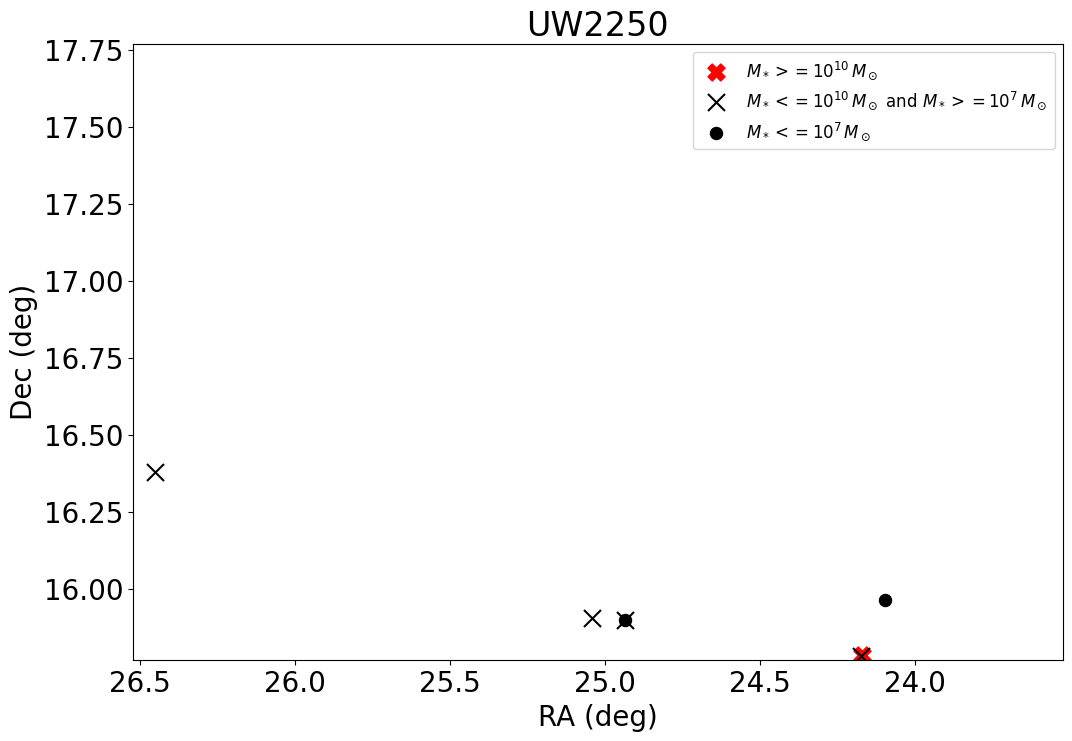 UW2250
M* >= 10^10 M⊙
M* <= 10^10 M⊙ and M* >= 10^7 M⊙
M* <= 10^7 M⊙
17.75
17.50
17.25
17.00
16.75
16.50
16.25
16.00
Dec (deg)
26.5 26.0 25.5 25.0 24.5 24.0
RA (deg)